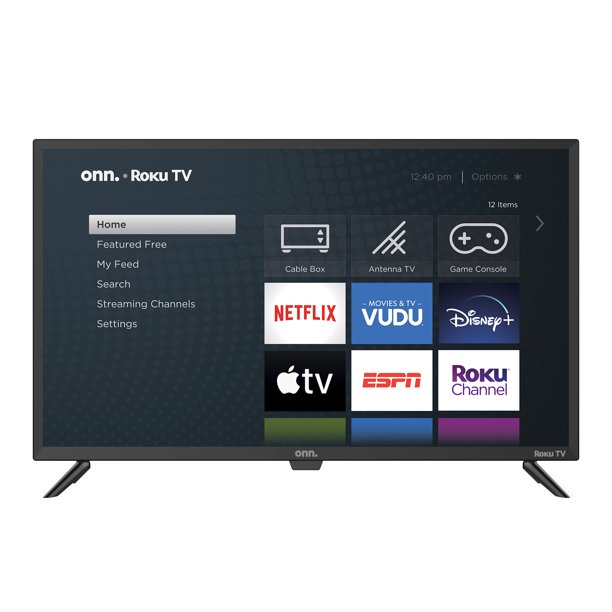 onn. • Roku TV
12:40 pm | Options *
12 Items
Home
Featured Free
My Feed
Search
Streaming Channels
Settings
Cable Box
Antenna TV
Game Console
NETFLIX
MOVIES & TV
VUDU
Disney+
tv
ESPN
Roku
Channel
onn.
Roku TV